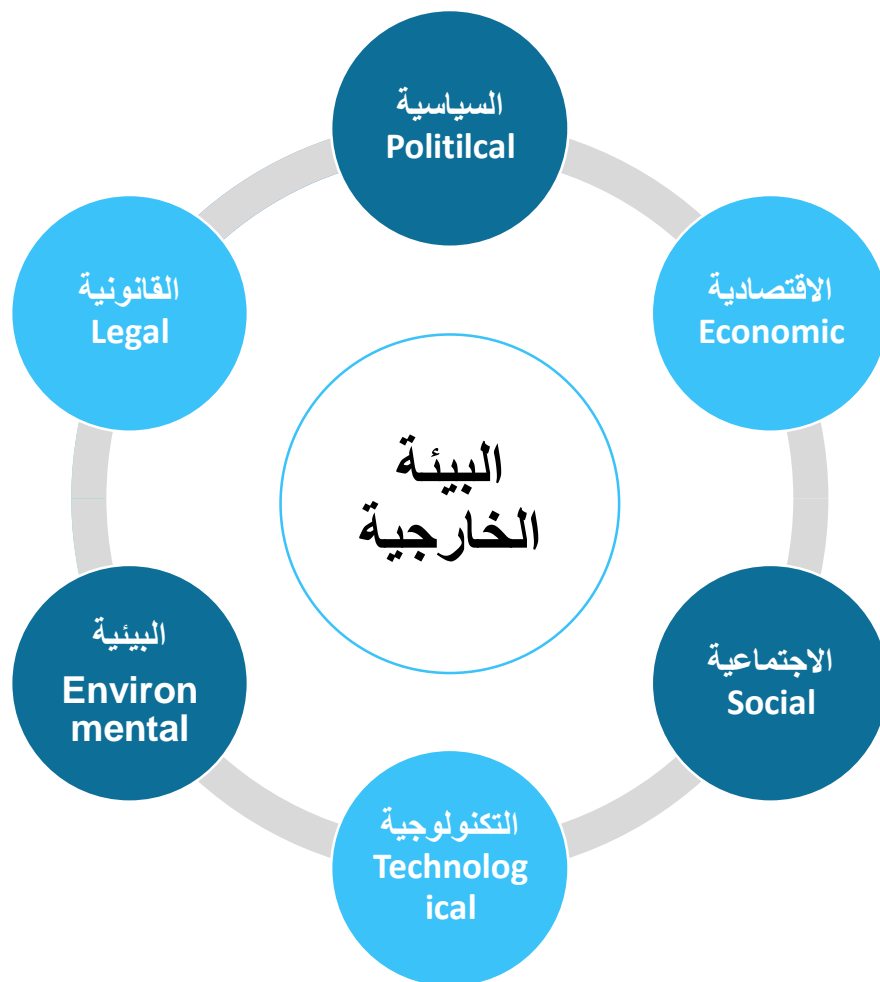 السياسية
Politilcal
الاقتصادية
Economic
الاجتماعية
Social
التكنولوجية
Technolog
ical
البيئية
Environ
mental
القانونية
Legal
البيئة
الخارجية